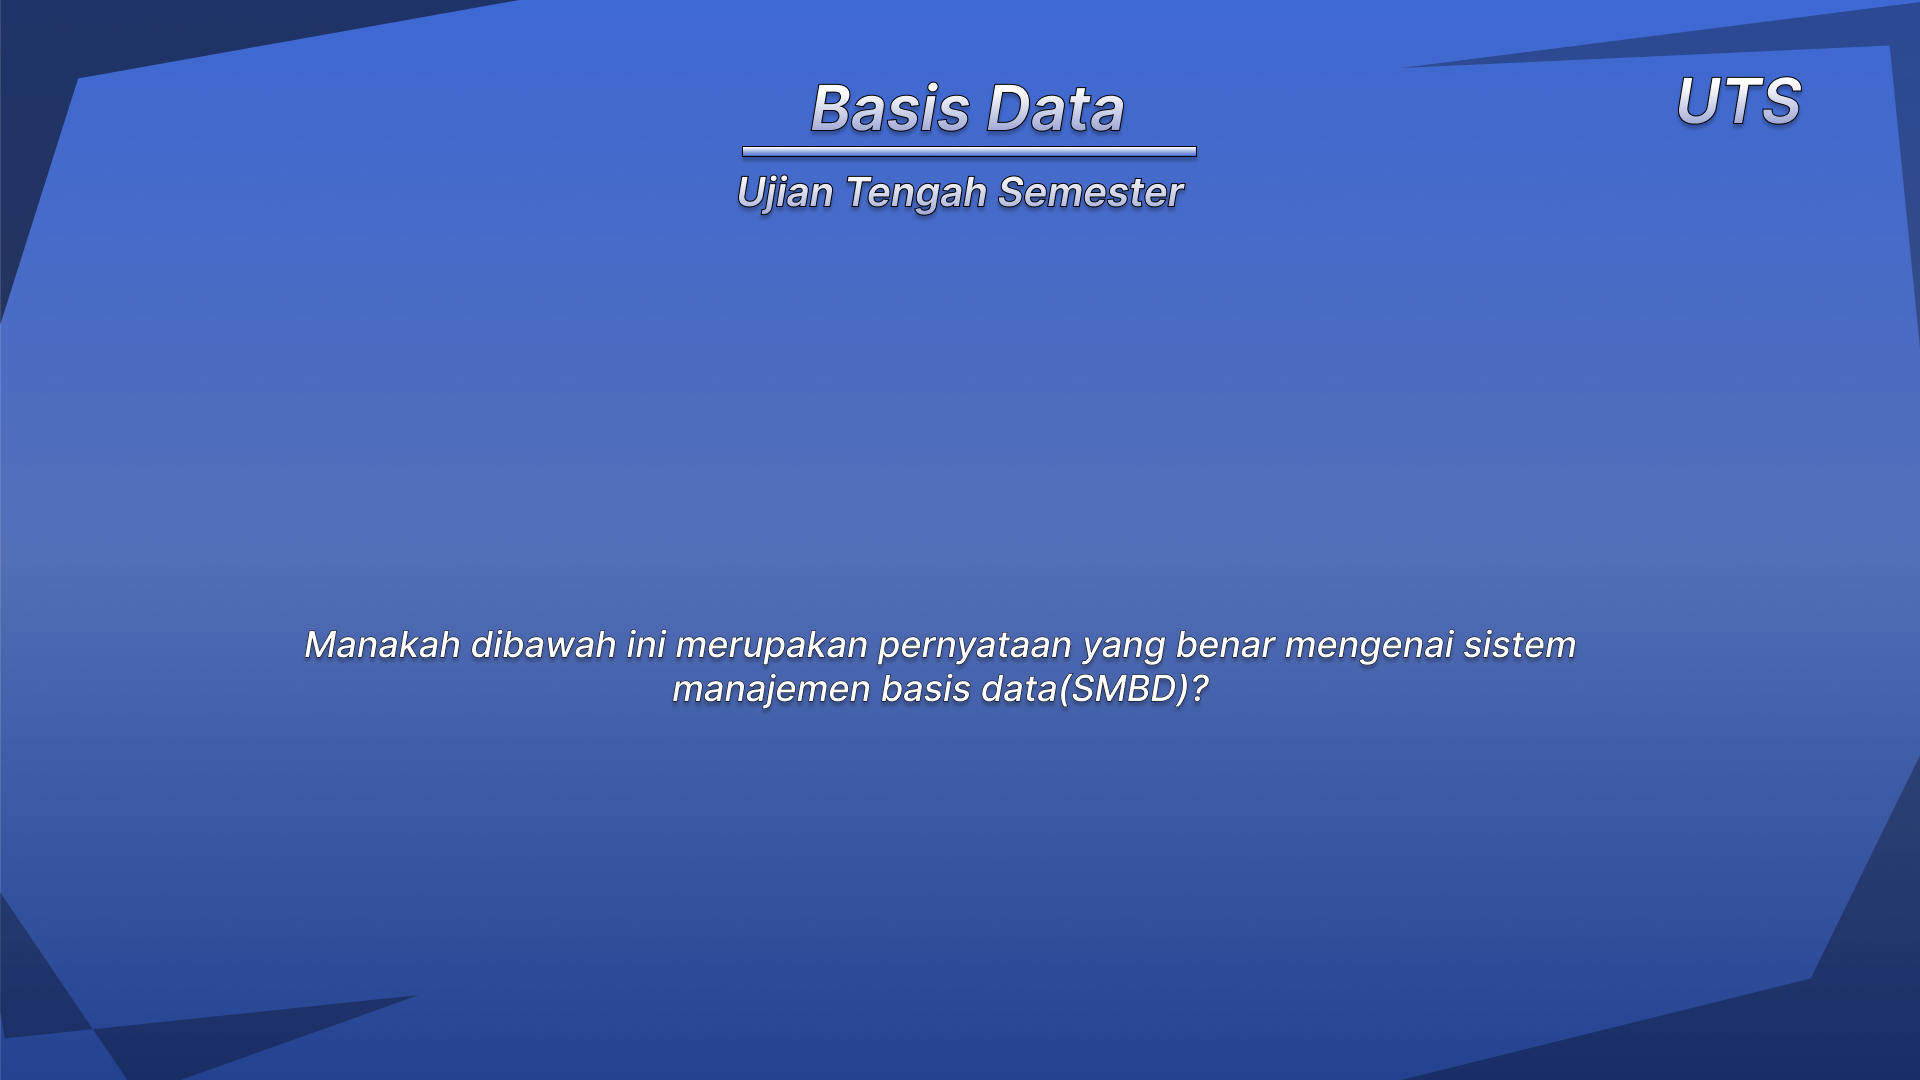 Basis Data
UTS
Ujian Tengah Semester
Manakah dibawah ini merupakan pernyataan yang benar mengenai sistem
manajemen basis data(SMBD)?